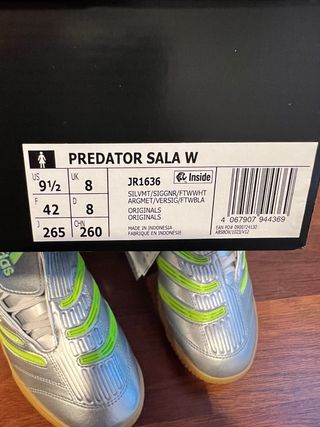 PREDATOR SALA W
US 9½
UK 8
F 42
D 8
J 265
CHN 260
JR1636
Inside
SILVMT/SIGGNR/FTWWHT
ARGMET/VERSIG/FTWBLA
ORIGINALS
ORIGINALS
MADE IN INDONESIA
FABRIQUÉ EN INDONESIE
4 067907 944369